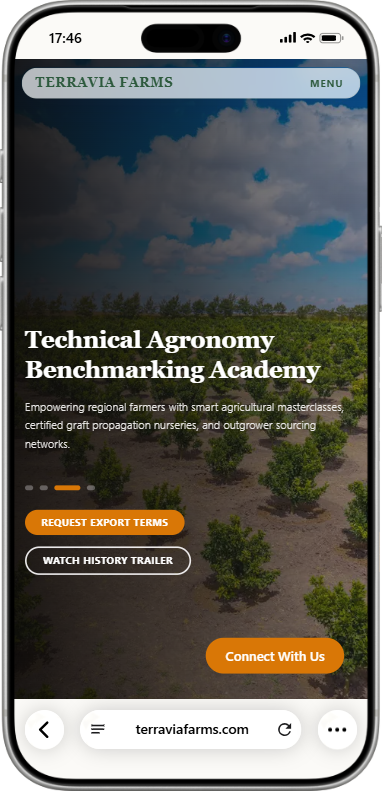 17:46
TERRAVIA FARMS
MENU
Technical Agronomy
Benchmarking Academy
Empowering regional farmers with smart agricultural masterclasses,
certified graft propagation nurseries, and outgrower sourcing
networks.
REQUEST EXPORT TERMS
WATCH HISTORY TRAILER
Connect With Us
terraviafarms.com